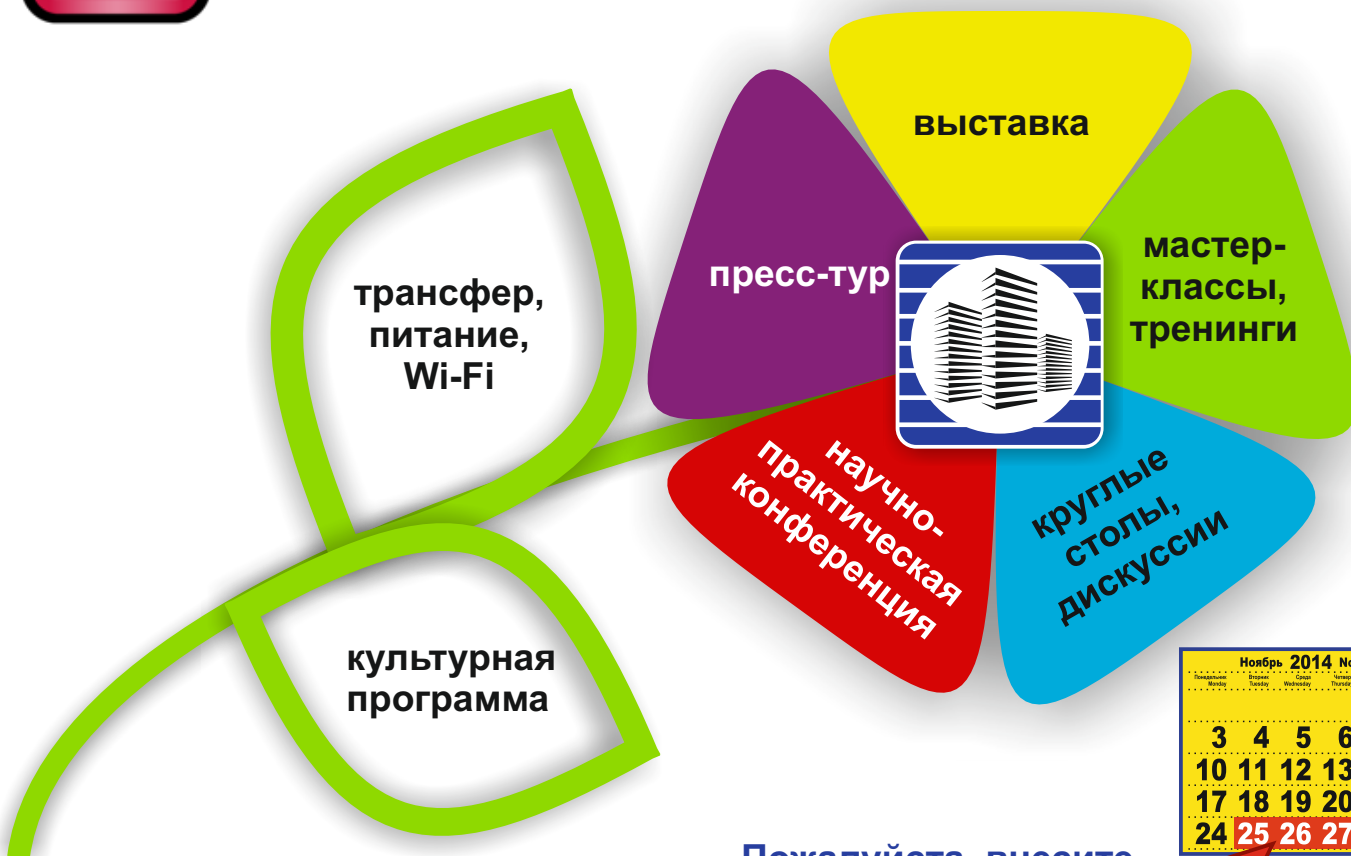 выставка
пресс-тур
мастер-
классы,
тренинги
трансфер,
питание,
Wi-Fi
научно-
практическая
конференция
круглые
столы,
дискуссии
культурная
программа
Ноябрь 2014
Понедельник Вторник Среда
Monday Tuesday Wednesday
3 4 5 6
10 11 12 13
17 18 19 20
24 25 26 27
Пожалуйста, внесите